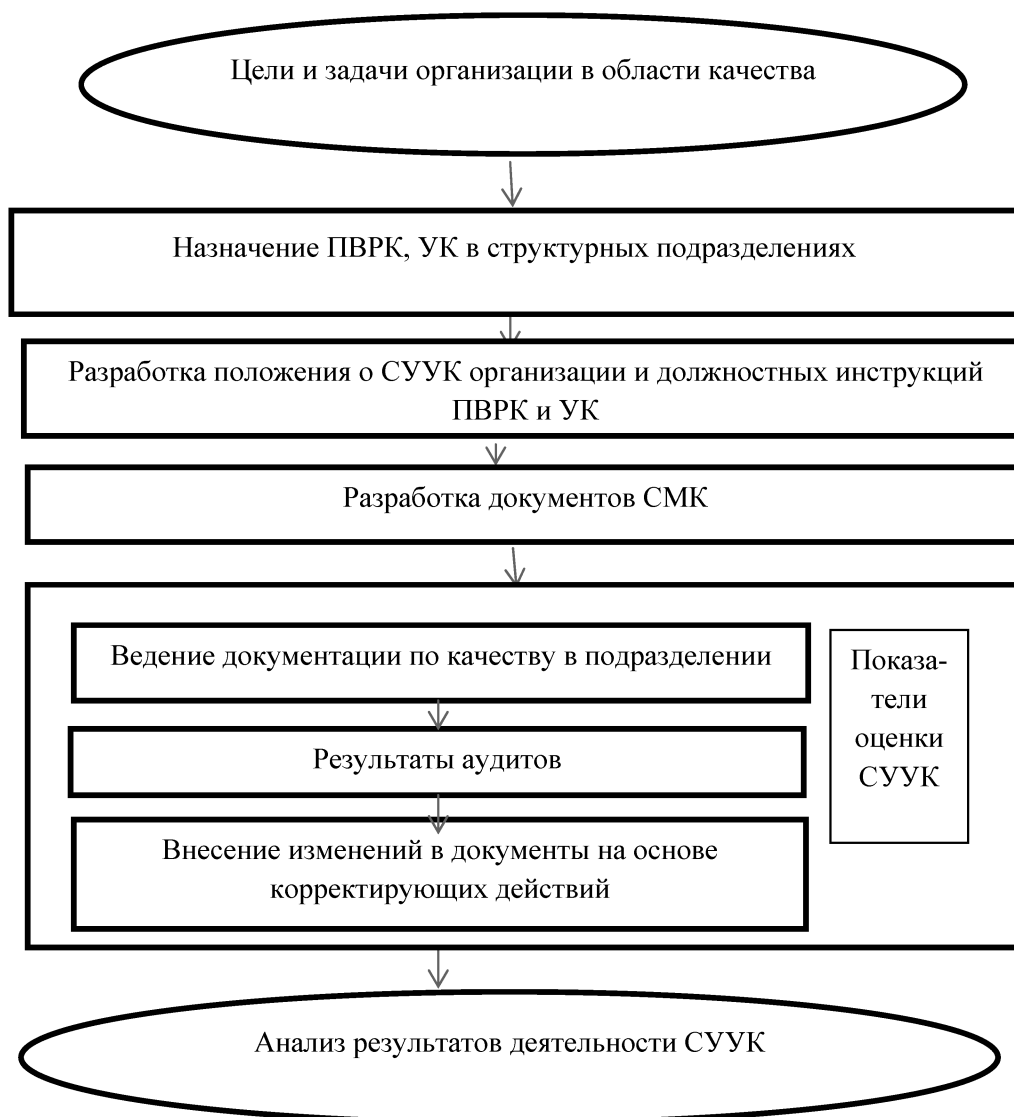 Цели и задачи организации в области качества
Назначение ПВРК, УК в структурных подразделениях
Разработка положения о СУУК организации и должностных инструкций
ПВРК и УК
Разработка документов СМК
Ведение документации по качеству в подразделении
Результаты аудитов
Внесение изменений в документы на основе
корректирующих действий
Показа-
тели
оценки
СУУК
Анализ результатов деятельности СУУК